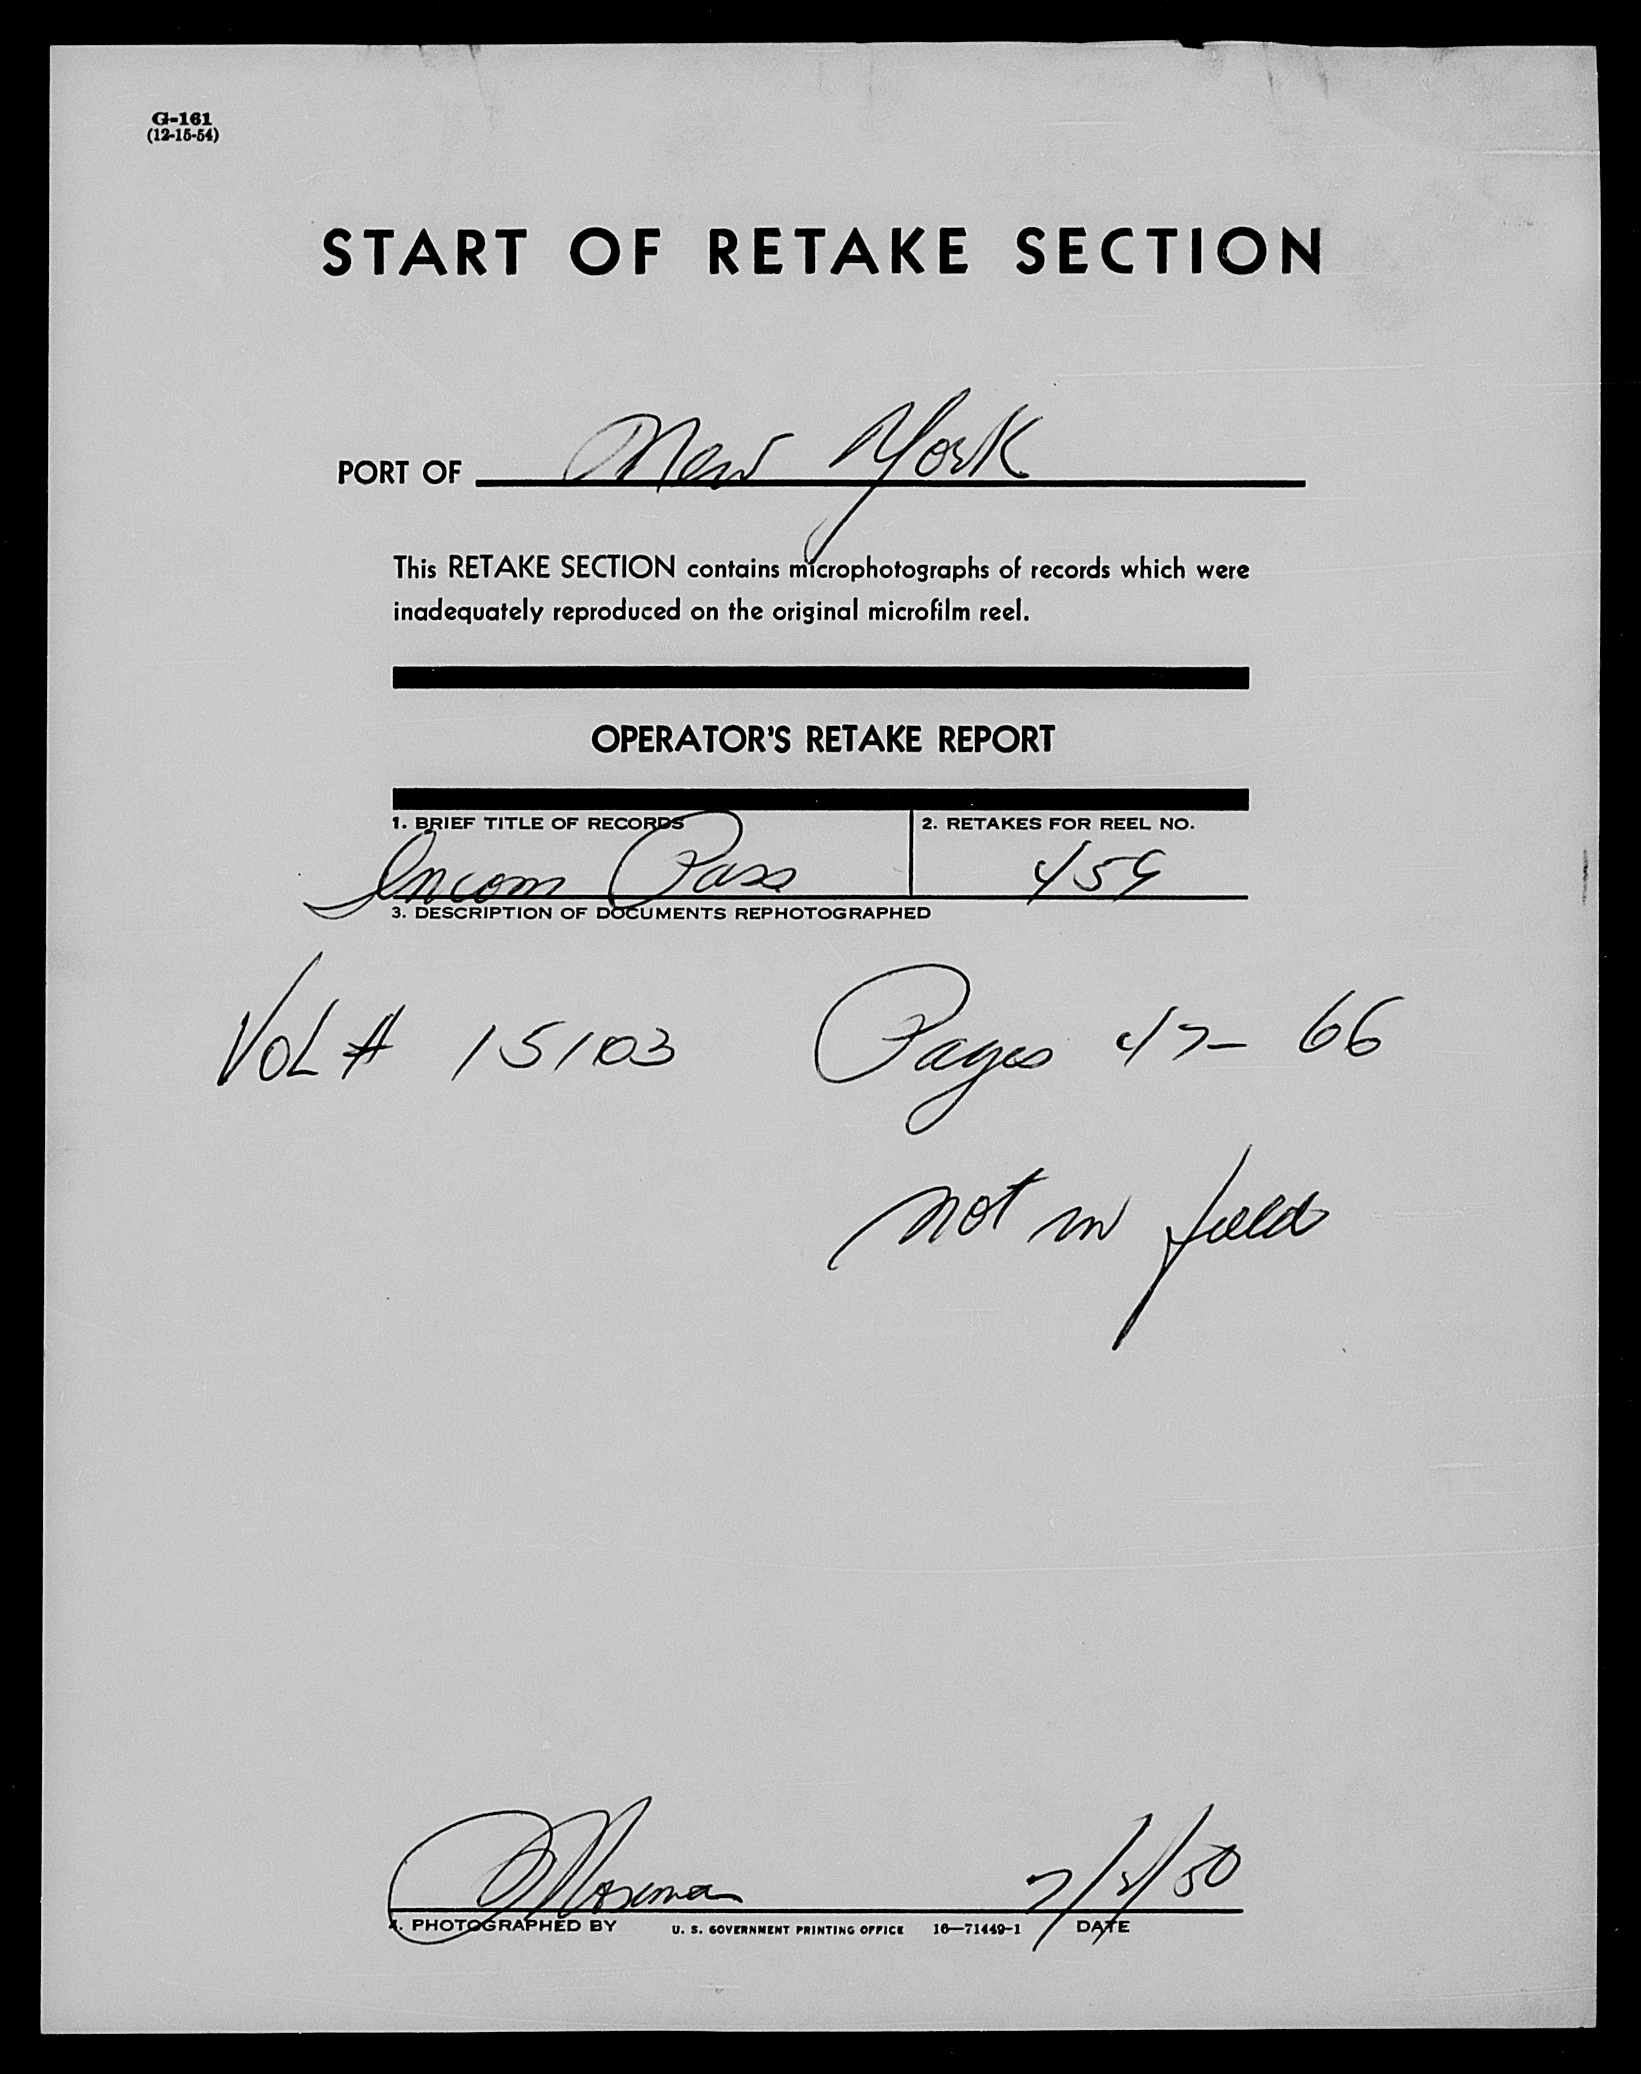 G-161
(12-15-54)
START OF RETAKE SECTION
PORT OF New York
This RETAKE SECTION contains microphotographs of records which were
inadequately reproduced on the original microfilm reel.
OPERATOR'S RETAKE REPORT
1. BRIEF TITLE OF RECORDS 2. RETAKES FOR REEL NO.
Incom Pass 459
3. DESCRIPTION OF DOCUMENTS REPHOTOGRAPHED
Vol # 15103 Pages 47- 66
not in field
4. PHOTOGRAPHED BY U. S. GOVERNMENT PRINTING OFFICE 16—71449-1 DATE